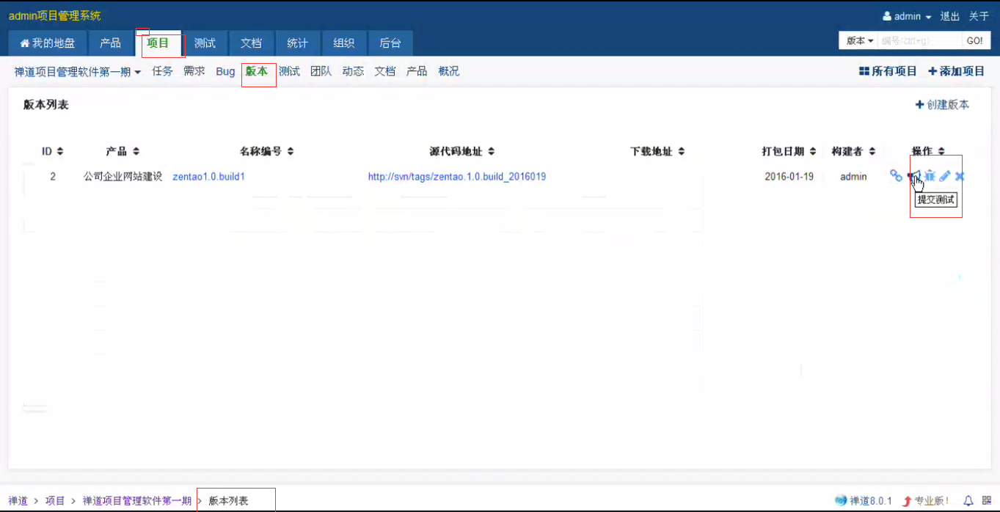 admin项目管理系统
admin 退出 关于
我的地盘 产品 项目 测试 文档 统计 组织 后台
版本 编号(ctrl+g) GO!
禅道项目管理软件第一期 任务 需求 Bug 版本 测试 团队 动态 文档 产品 概况
所有项目 添加项目
版本列表
创建版本
ID 产品 名称编号 源代码地址 下载地址 打包日期 构建者 操作
2 公司企业网站建设 zentao1.0.build1 http://svn/tags/zentao.1.0.build_2016019 2016-01-19 admin
提交测试
禅道 > 项目 > 禅道项目管理软件第一期 > 版本列表
禅道8.0.1 专业版!